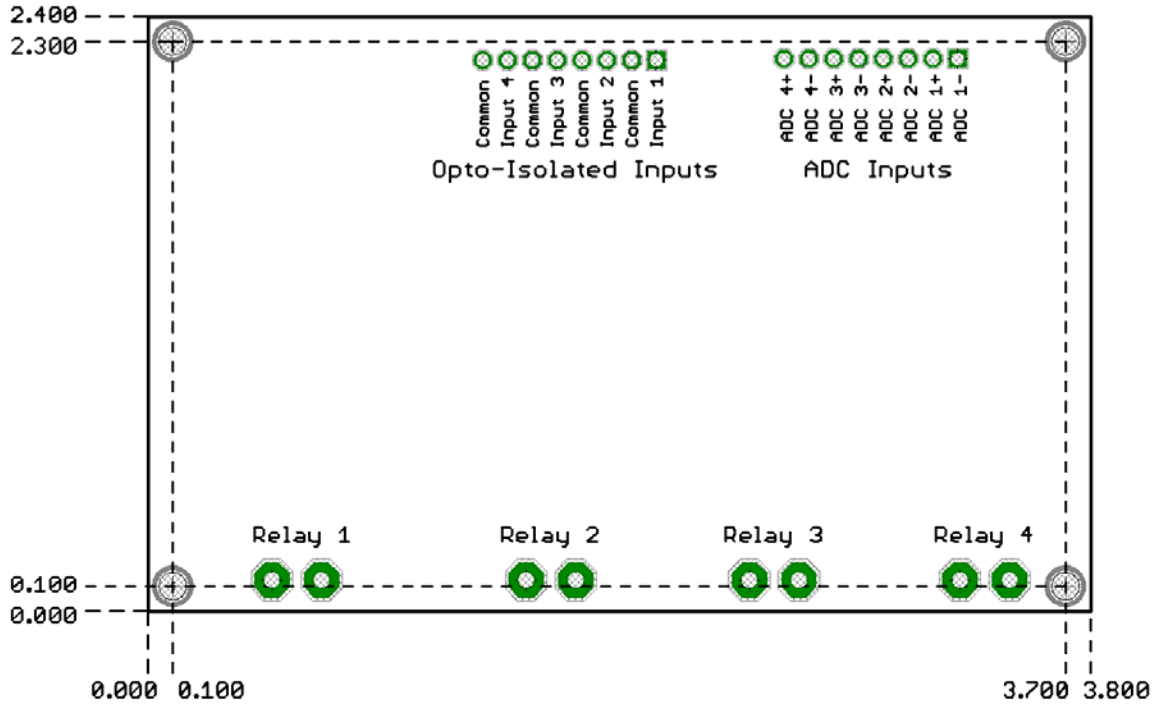 2.400
2.300
Common
Input 4
Common
Input 3
Common
Input 2
Common
Input 1
ADC 4+
ADC 4-
ADC 3+
ADC 3-
ADC 2+
ADC 2-
ADC 1+
ADC 1-
Opto-Isolated Inputs
ADC Inputs
Relay 1
Relay 2
Relay 3
Relay 4
0.100
0.000
0.000 0.100
3.700 3.800